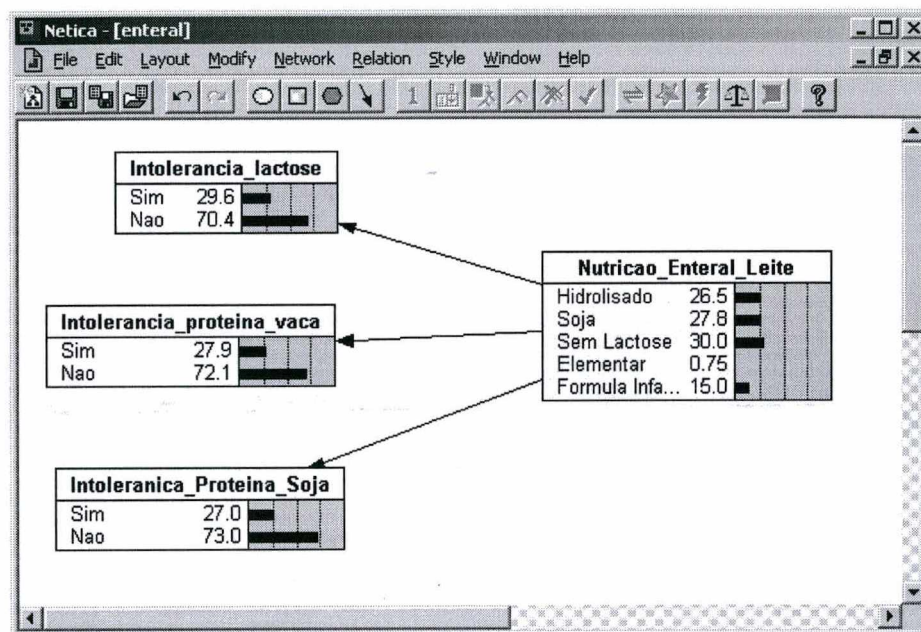 Netica - [enteral]
File Edit Layout Modify Network Relation Style Window Help
1 ?
Intolerancia_lactose
Sim 29.6
Nao 70.4
Nutricao_Enteral_Leite
Hidrolisado 26.5
Soja 27.8
Sem Lactose 30.0
Elementar 0.75
Formula Infa... 15.0
Intolerancia_proteina_vaca
Sim 27.9
Nao 72.1
Intoleranica_Proteina_Soja
Sim 27.0
Nao 73.0